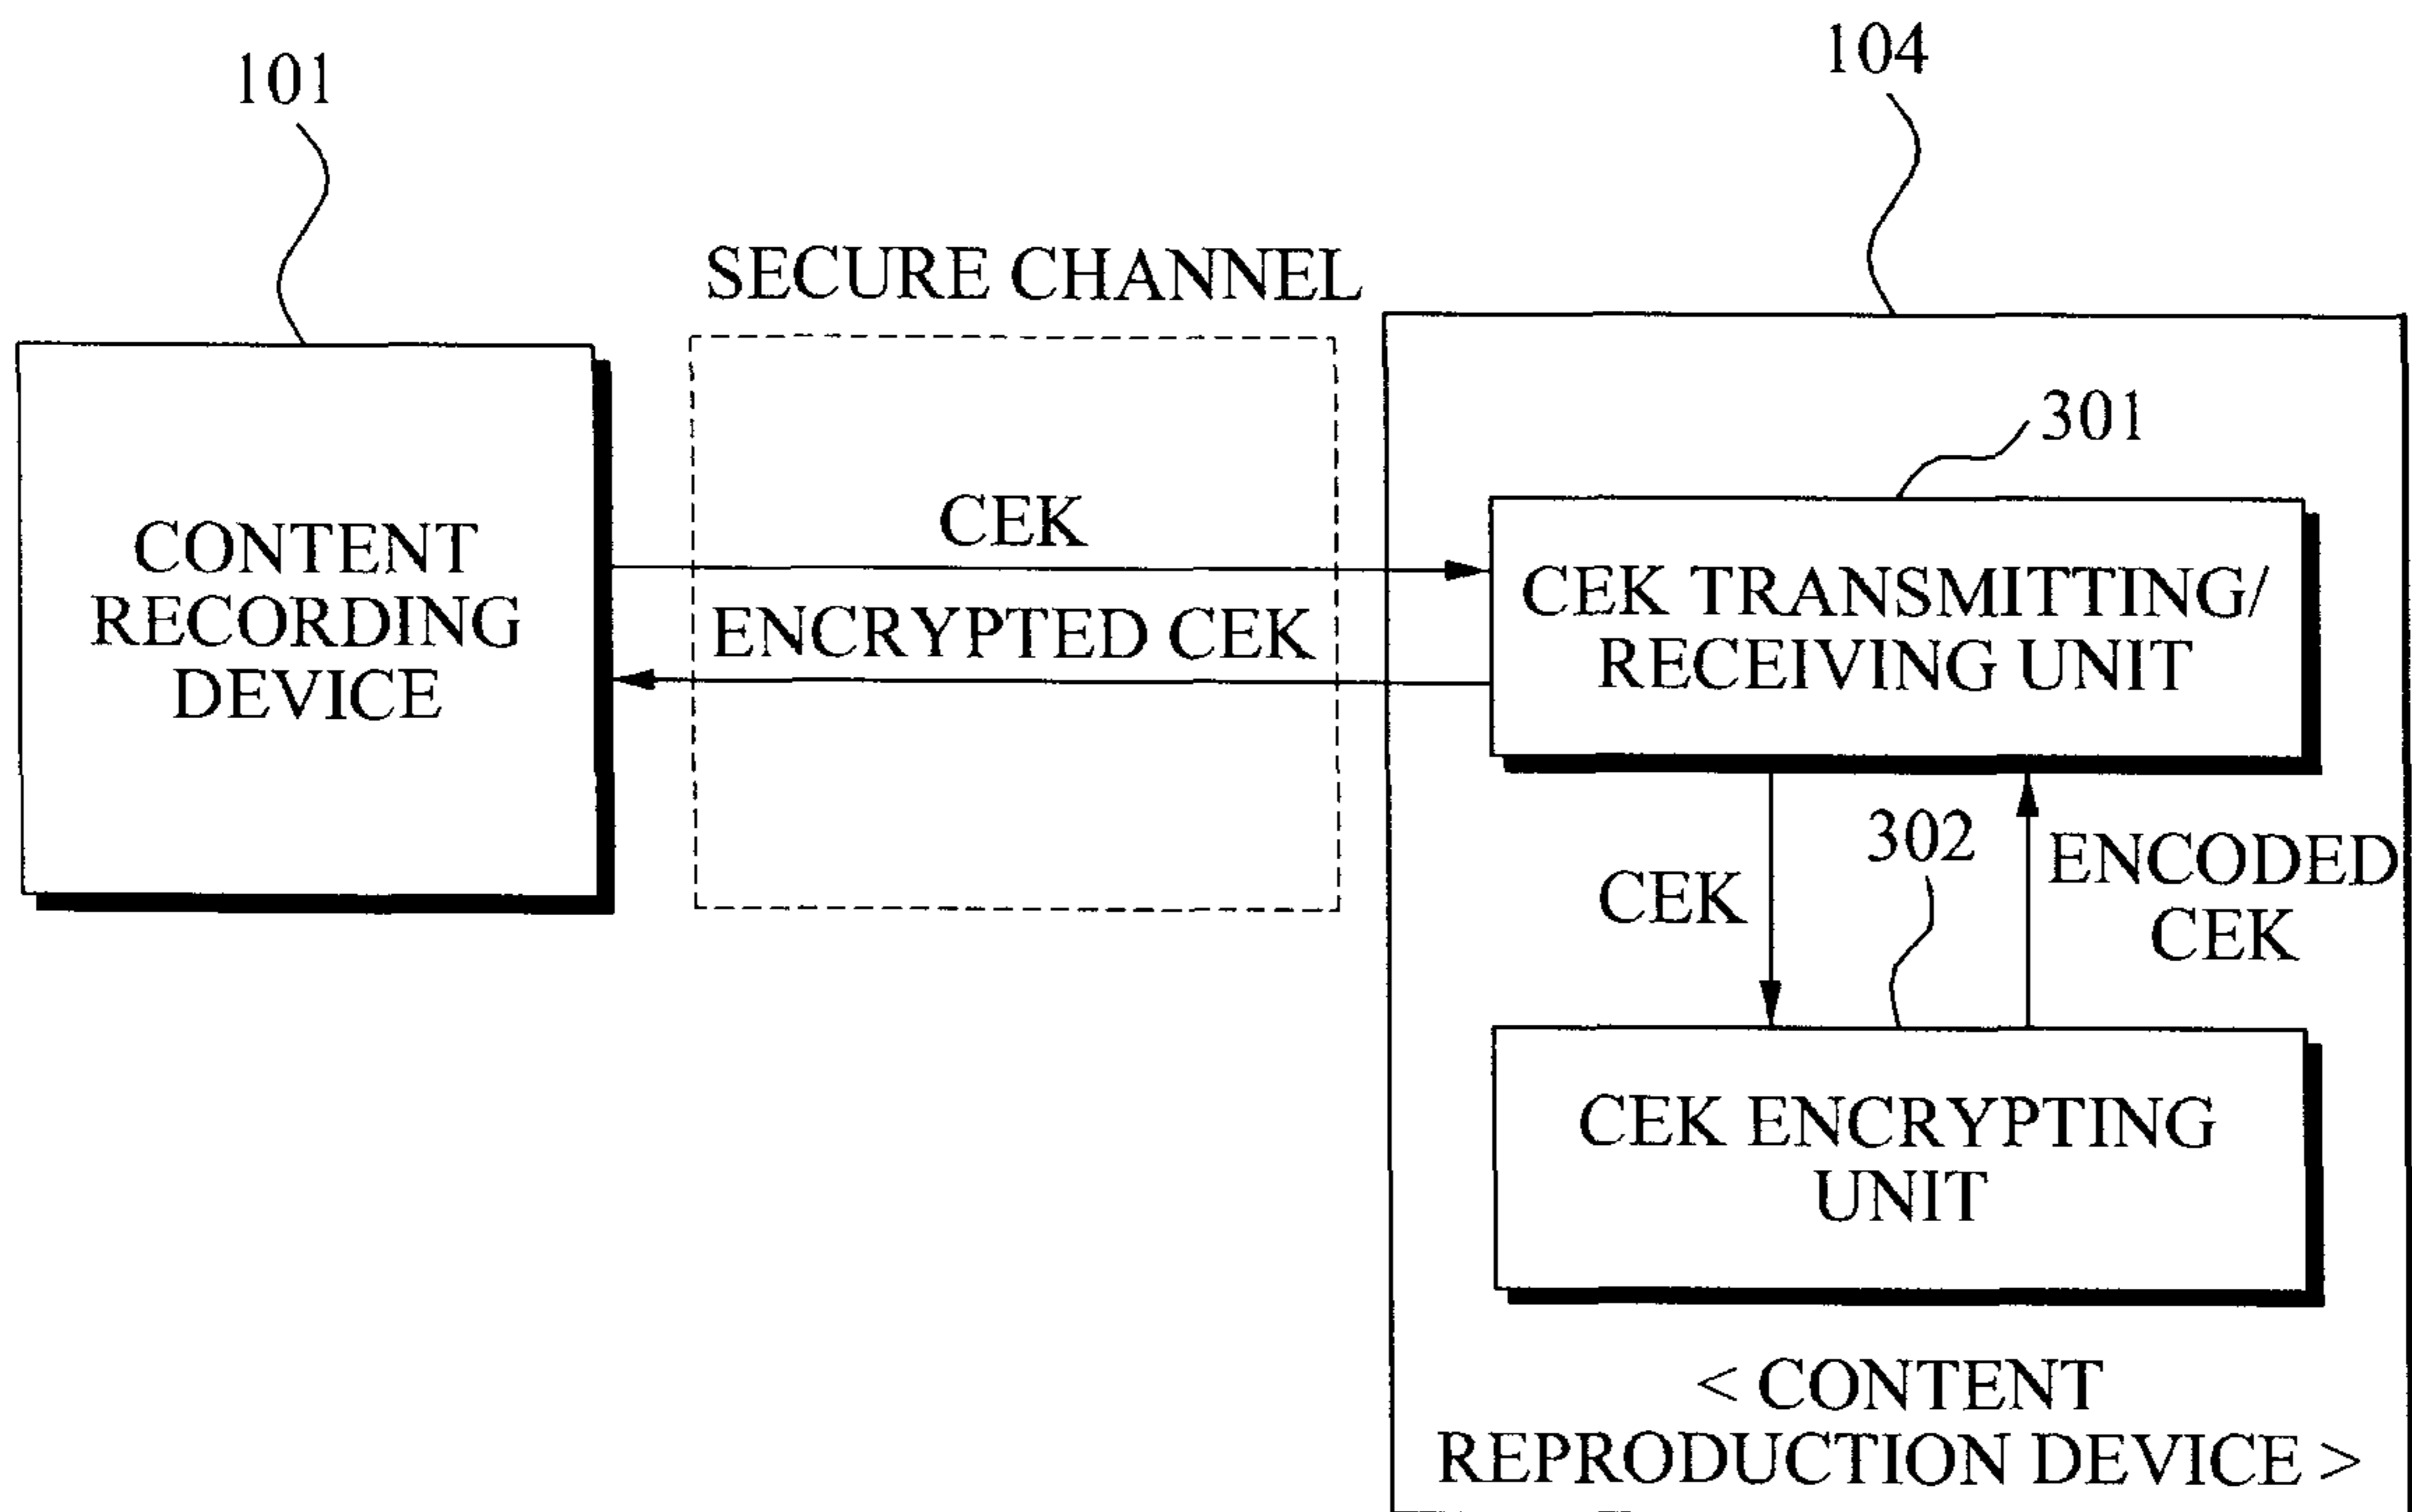 101
104
SECURE CHANNEL
301
CONTENT
RECORDING
DEVICE
CEK
ENCRYPTED CEK
CEK TRANSMITTING/
RECEIVING UNIT
302
CEK
ENCODED
CEK
CEK ENCRYPTING
UNIT
< CONTENT
REPRODUCTION DEVICE >